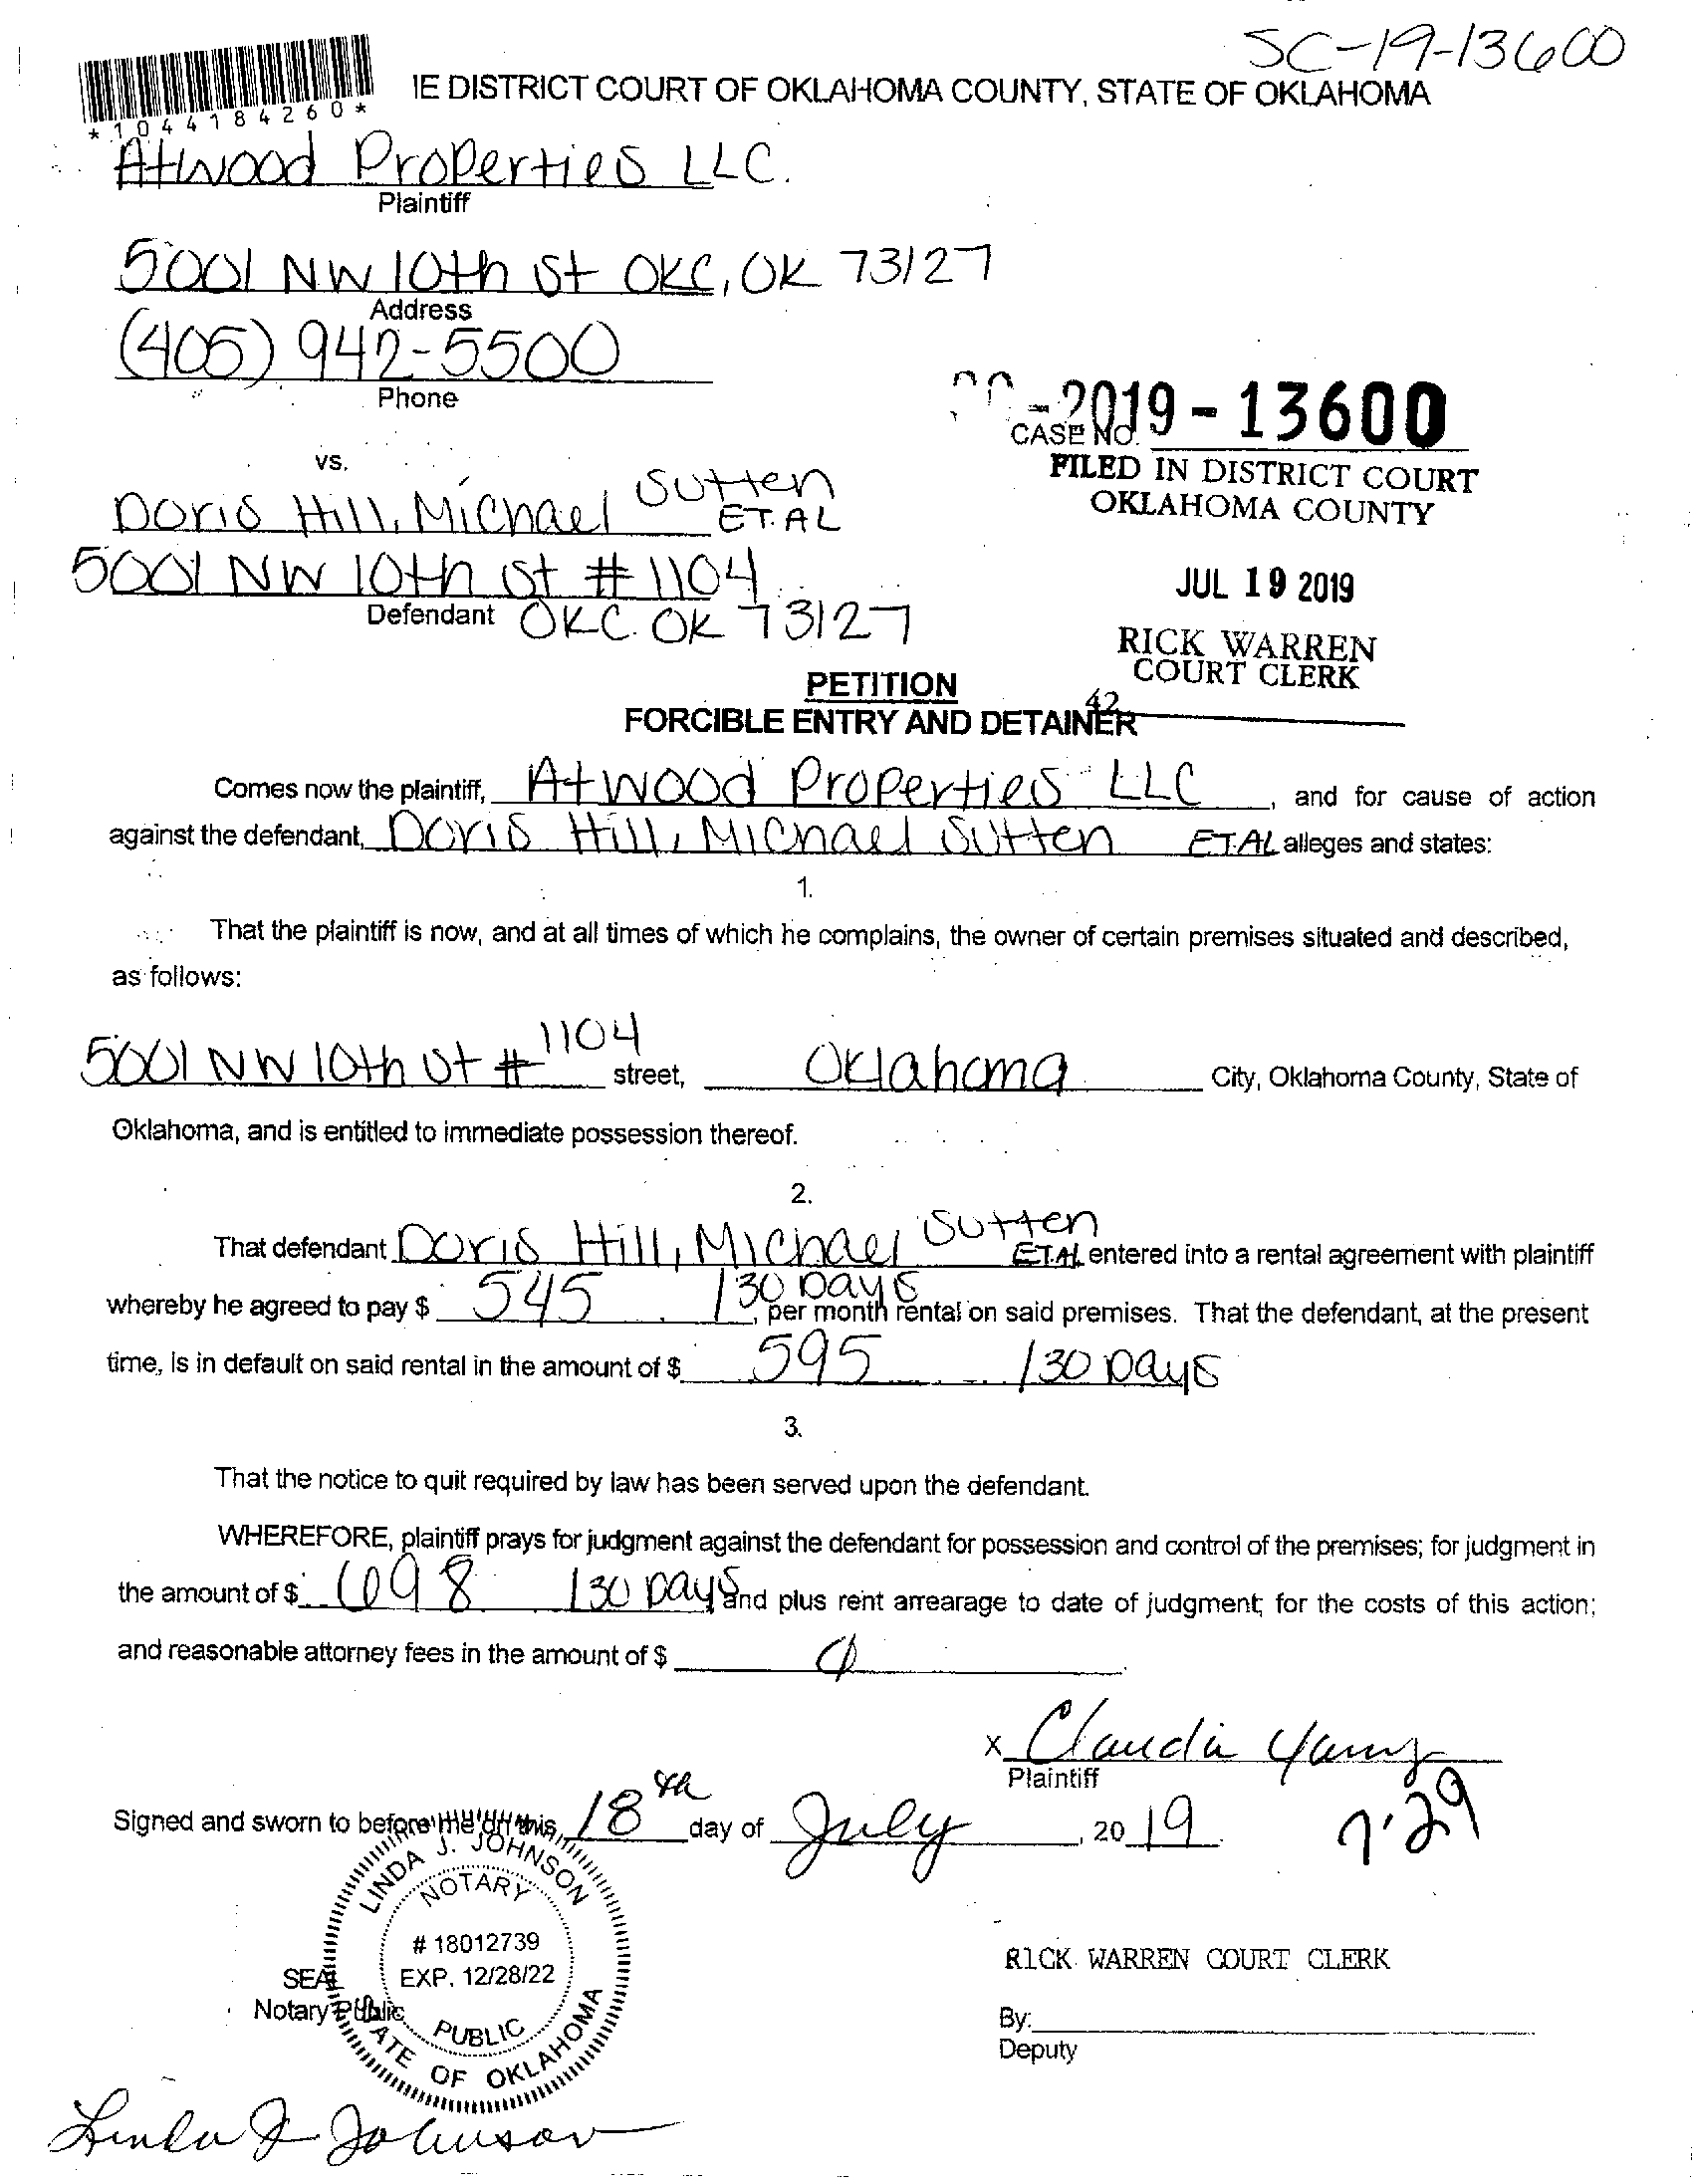 SC-19-13600
IE DISTRICT COURT OF OKLAHOMA COUNTY, STATE OF OKLAHOMA
*1044184260*
Atwood Properties LLC.
Plaintiff
5001 NW 10th St OKC, OK 73127
Address
(405) 942-5500
Phone
-2019-13600
CASE NO.
FILED IN DISTRICT COURT
OKLAHOMA COUNTY
JUL 19 2019
RICK WARREN
COURT CLERK
42
vs.
Doris Hill, Michael Sutten ET.AL
5001 NW 10th St #1104
Defendant OKC. OK 73127
PETITION
FORCIBLE ENTRY AND DETAINER
Comes now the plaintiff, Atwood Properties LLC, and for cause of action
against the defendant, Doris Hill, Michael Sutten ET.AL alleges and states:
1.
That the plaintiff is now, and at all times of which he complains, the owner of certain premises situated and described,
as follows:
5001 NW 10th St #1104 street, Oklahoma City, Oklahoma County, State of
Oklahoma, and is entitled to immediate possession thereof.
2.
That defendant Doris Hill, Michael Sutten ET.AL entered into a rental agreement with plaintiff
whereby he agreed to pay $ 545 /30 Days, per month rental on said premises. That the defendant, at the present
time, is in default on said rental in the amount of $ 595 /30 Days
3.
That the notice to quit required by law has been served upon the defendant.
WHEREFORE, plaintiff prays for judgment against the defendant for possession and control of the premises; for judgment in
the amount of $ 698 /30 Days and plus rent arrearage to date of judgment; for the costs of this action;
and reasonable attorney fees in the amount of $
X Claudia
Plaintiff
Signed and sworn to before me on this 18th day of July, 2019
7.29
LINDA J. JOHNSON
NOTARY
# 18012739
EXP. 12/28/22
PUBLIC
STATE OF OKLAHOMA
SEAL
Notary Public
RICK WARREN COURT CLERK
By:
Deputy
Linda J Johnson